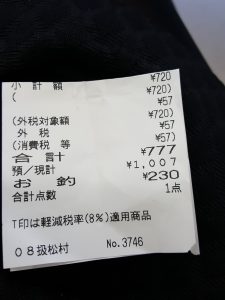 小計額 ¥720
( ¥720)
¥57
(外税対象額 ¥720)
外税 ¥57
(消費税等 ¥57)
合計 ¥777
預/現計 ¥1,007
お釣 ¥230
合計点数 1点
T印は軽減税率(8%)適用商品
08扱松村 No.3746